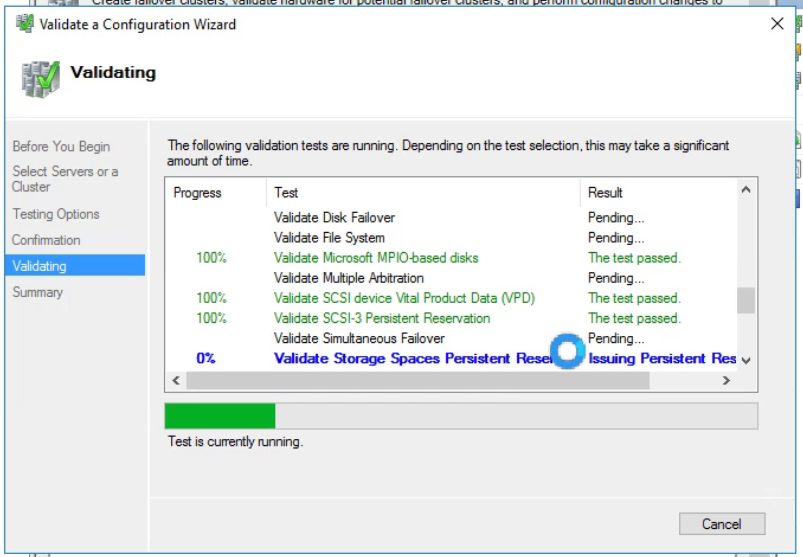 Create failover clusters, validate hardware for potential failover clusters, and perform configuration changes to
Validate a Configuration Wizard
Validating
Before You Begin
Select Servers or a
Cluster
Testing Options
Confirmation
Validating
Summary
The following validation tests are running. Depending on the test selection, this may take a significant
amount of time.
Progress Test Result
Validate Disk Failover Pending...
Validate File System Pending...
100% Validate Microsoft MPIO-based disks The test passed.
Validate Multiple Arbitration Pending...
100% Validate SCSI device Vital Product Data (VPD) The test passed.
100% Validate SCSI-3 Persistent Reservation The test passed.
Validate Simultaneous Failover Pending...
0% Validate Storage Spaces Persistent Rese Issuing Persistent Res
Test is currently running.
Cancel